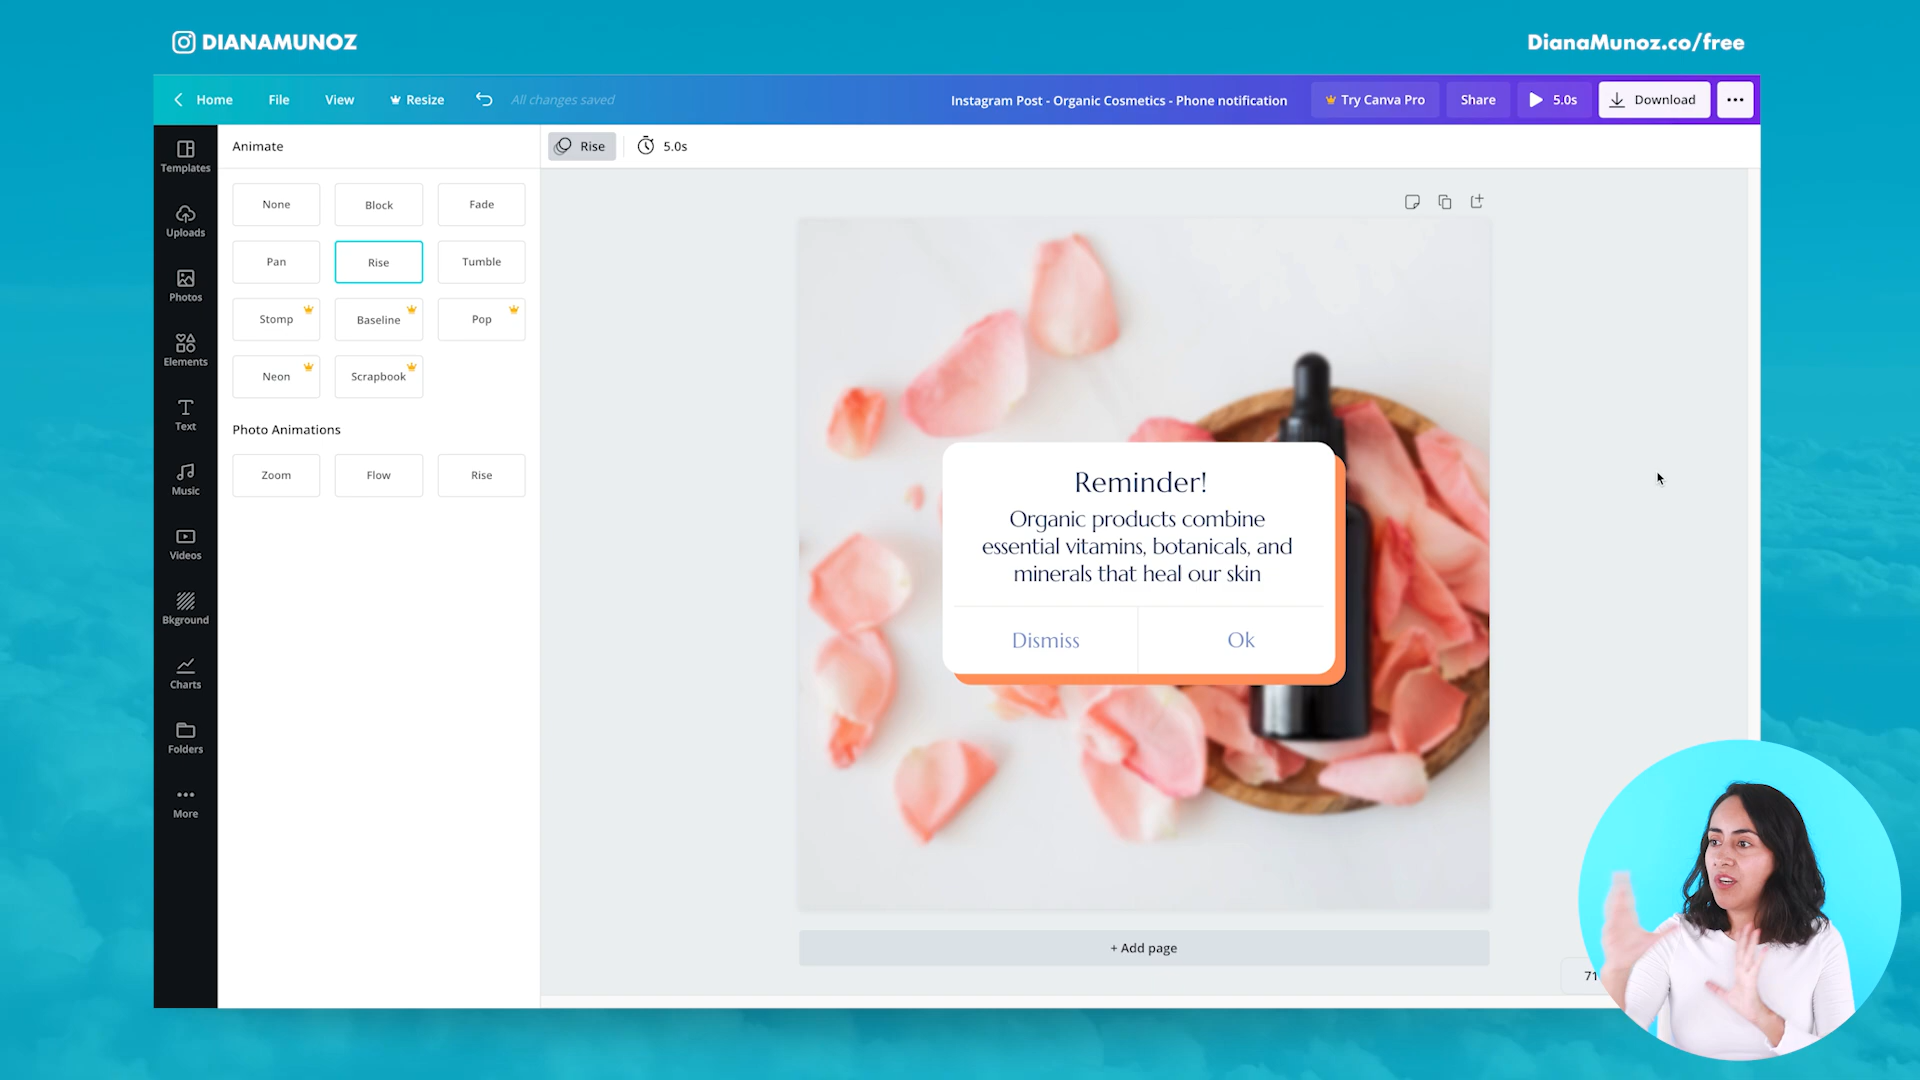 DIANAMUNOZ
DianaMunoz.co/free
Home File View Resize All changes saved Instagram Post - Organic Cosmetics - Phone notification Try Canva Pro Share 5.0s Download
Animate
Rise 5.0s
Templates
Uploads
Photos
Elements
Text
Music
Videos
Bkground
Charts
Folders
More
None Block Fade
Pan Rise Tumble
Stomp Baseline Pop
Neon Scrapbook
Photo Animations
Zoom Flow Rise
Reminder!
Organic products combine
essential vitamins, botanicals, and
minerals that heal our skin
Dismiss Ok
+ Add page